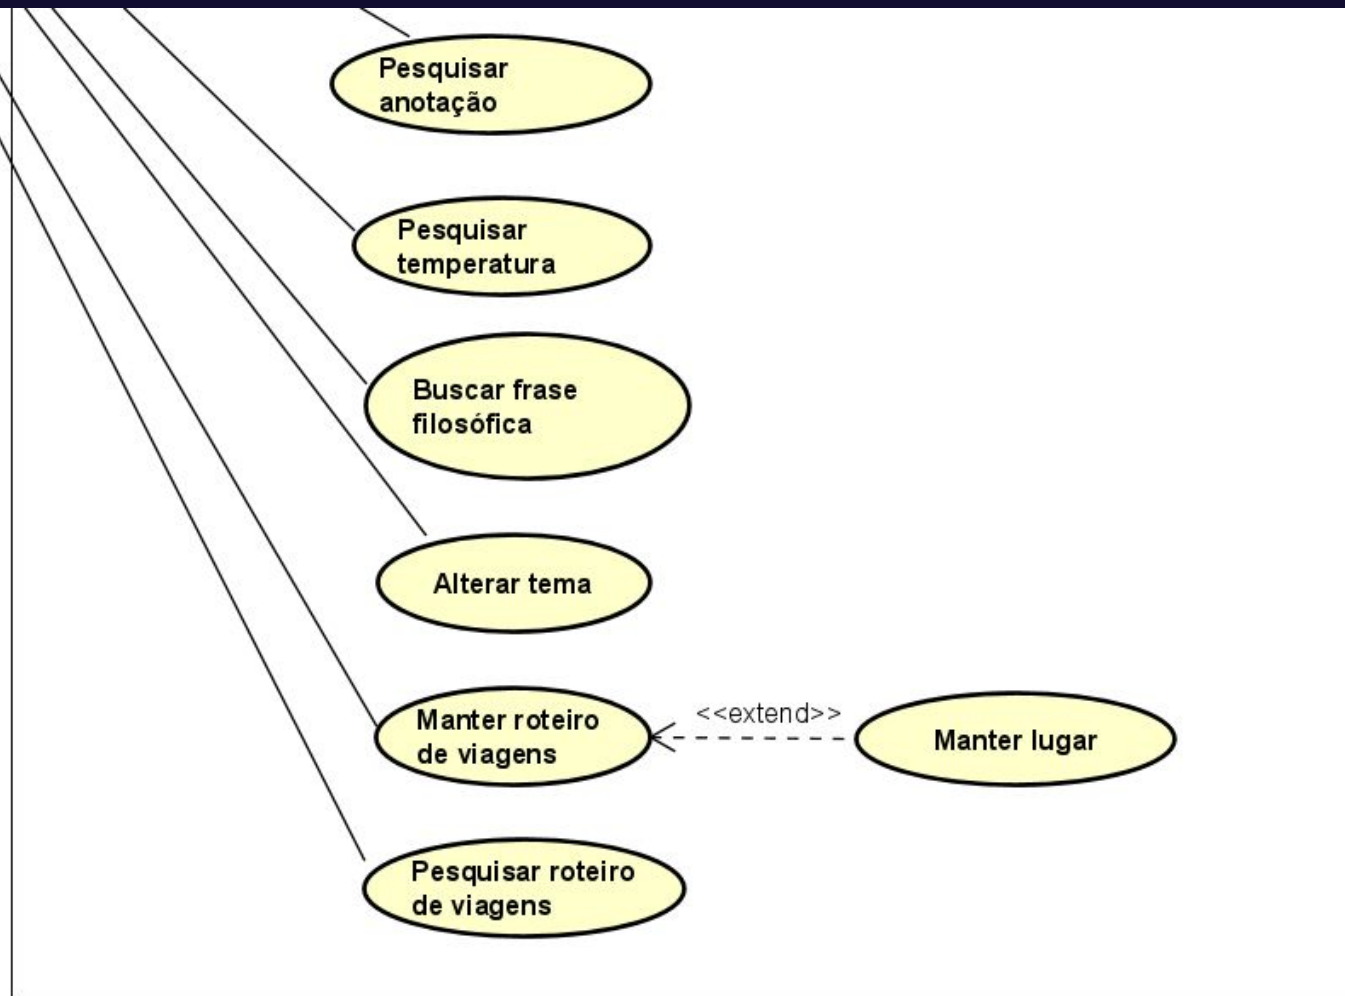 Pesquisar
anotação
Pesquisar
temperatura
Buscar frase
filosófica
Alterar tema
Manter roteiro
de viagens
<<extend>>
Manter lugar
Pesquisar roteiro
de viagens